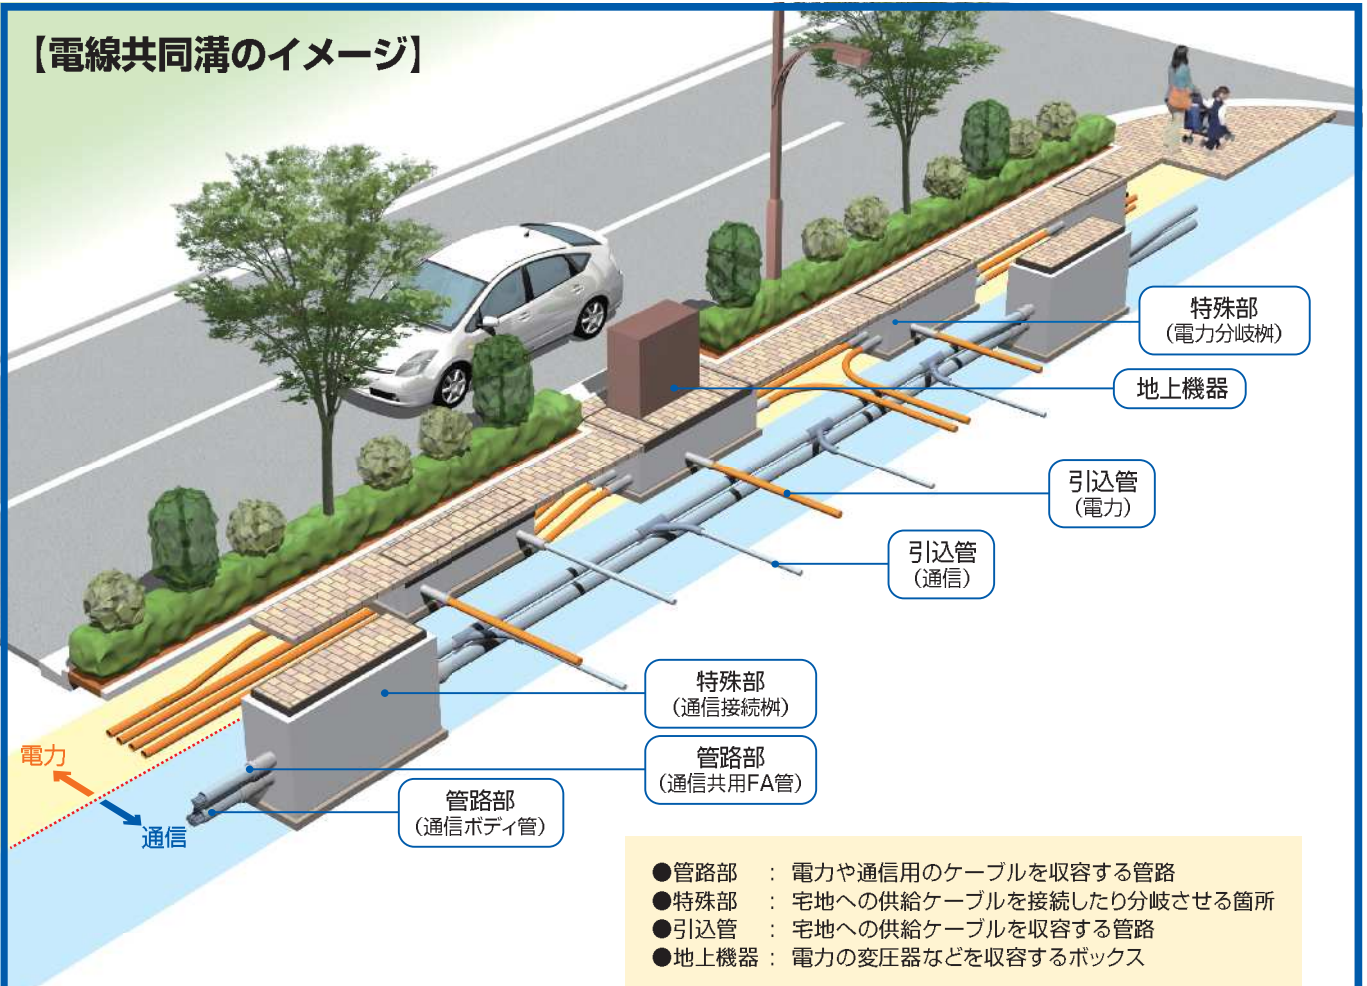 【電線共同溝のイメージ】
特殊部
(電力分岐桝)
地上機器
引込管
(電力)
引込管
(通信)
特殊部
(通信接続桝)
管路部
(通信共用FA管)
管路部
(通信ボディ管)
電力
通信
●管路部 : 電力や通信用のケーブルを収容する管路
●特殊部 : 宅地への供給ケーブルを接続したり分岐させる箇所
●引込管 : 宅地への供給ケーブルを収容する管路
●地上機器 : 電力の変圧器などを収容するボックス